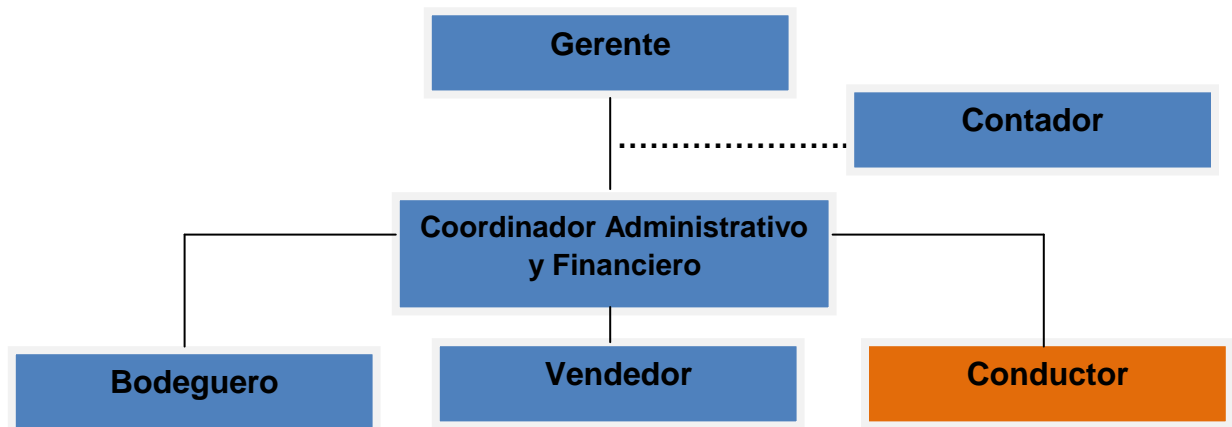 Gerente
Contador
Coordinador Administrativo
y Financiero
Bodeguero
Vendedor
Conductor